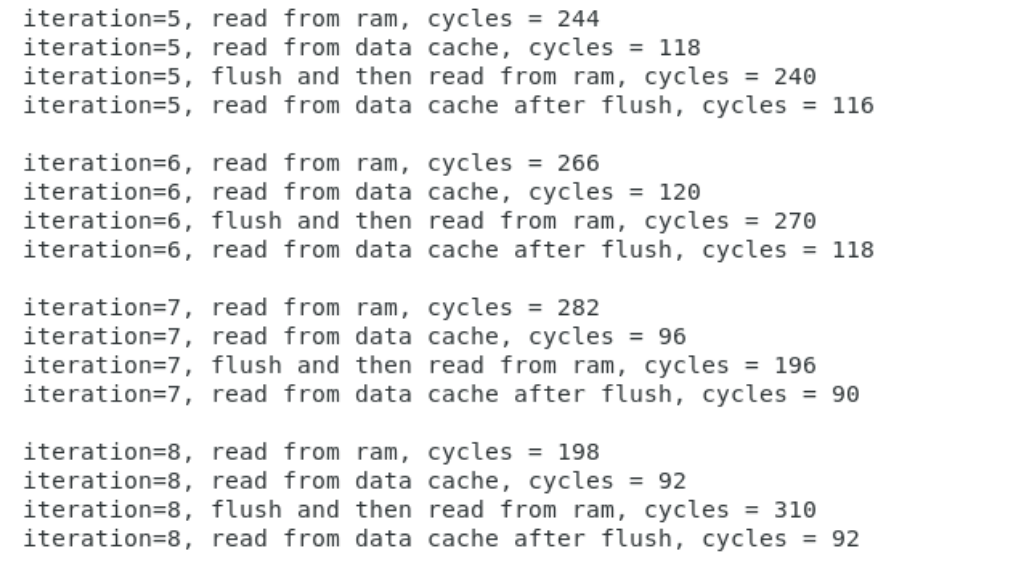 iteration=5, read from ram, cycles = 244
iteration=5, read from data cache, cycles = 118
iteration=5, flush and then read from ram, cycles = 240
iteration=5, read from data cache after flush, cycles = 116
iteration=6, read from ram, cycles = 266
iteration=6, read from data cache, cycles = 120
iteration=6, flush and then read from ram, cycles = 270
iteration=6, read from data cache after flush, cycles = 118
iteration=7, read from ram, cycles = 282
iteration=7, read from data cache, cycles = 96
iteration=7, flush and then read from ram, cycles = 196
iteration=7, read from data cache after flush, cycles = 90
iteration=8, read from ram, cycles = 198
iteration=8, read from data cache, cycles = 92
iteration=8, flush and then read from ram, cycles = 310
iteration=8, read from data cache after flush, cycles = 92